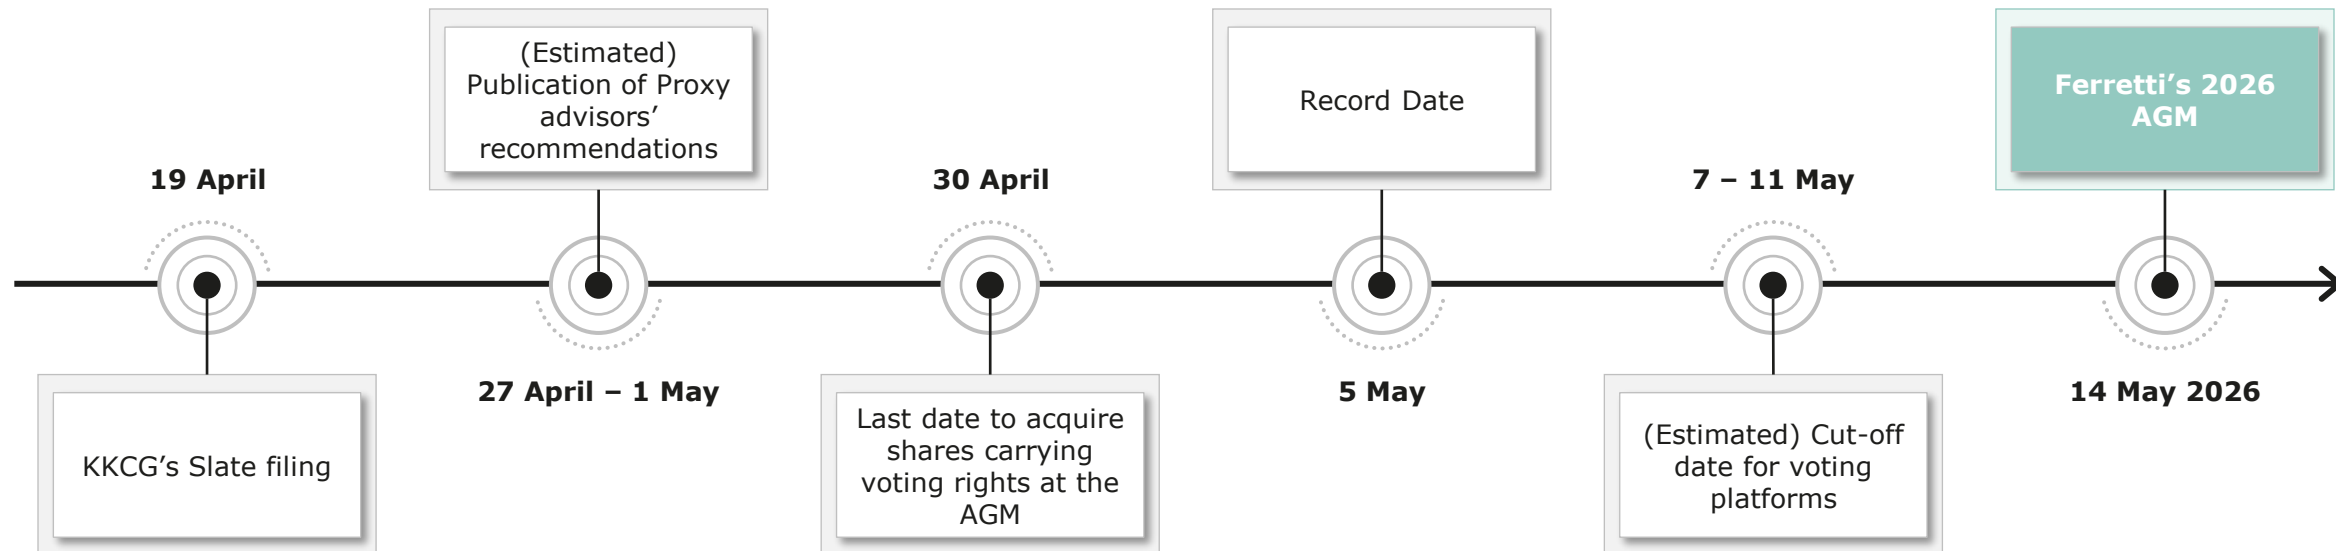 19 April
KKCG’s Slate filing
(Estimated)
Publication of Proxy
advisors’
recommendations
27 April – 1 May
30 April
Last date to acquire
shares carrying
voting rights at the
AGM
Record Date
5 May
7 – 11 May
(Estimated) Cut-off
date for voting
platforms
Ferretti’s 2026
AGM
14 May 2026